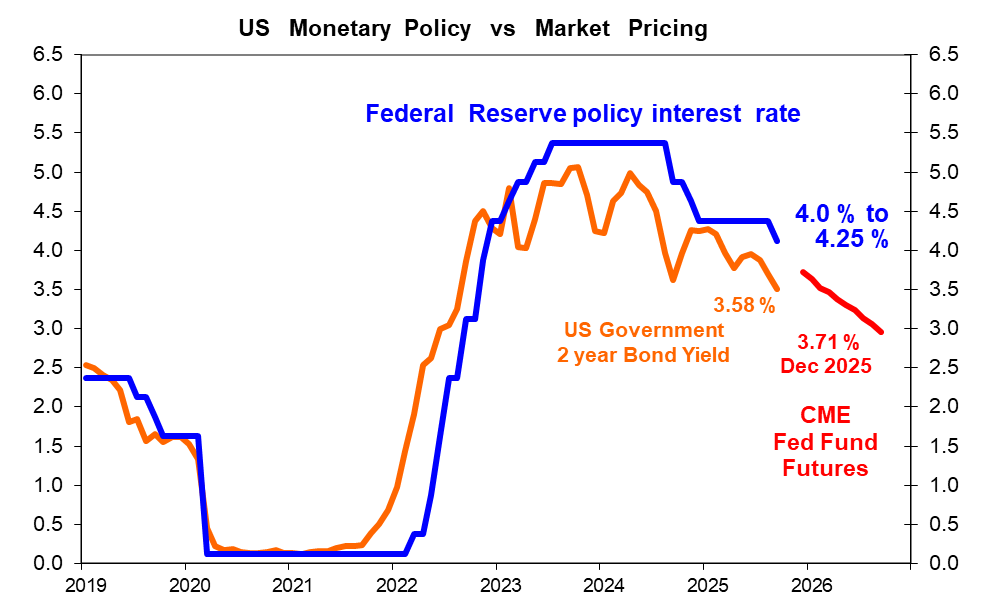 US Monetary Policy vs Market Pricing
6.5 6.5
6.0 6.0
Federal Reserve policy interest rate
5.5 5.5
5.0 5.0
4.5 4.5
4.0 % to
4.25 %
4.0 4.0
3.5 3.5
3.58 %
US Government
2 year Bond Yield
3.0 3.0
3.71 %
Dec 2025
2.5 2.5
2.0 2.0
CME
Fed Fund
Futures
1.5 1.5
1.0 1.0
0.5 0.5
0.0 0.0
2019 2020 2021 2022 2023 2024 2025 2026